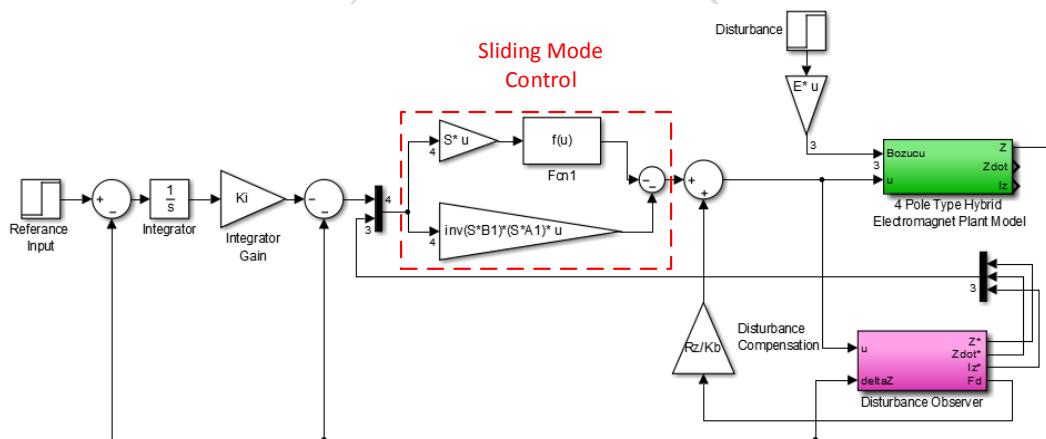 Disturbance
Sliding Mode
Control
E* u
3
S* u
4
f(u)
Fcn1
Bozucu
3
u
Z
Zdot
Iz
4 Pole Type Hybrid
Electromagnet Plant Model
Referance
Input
+
−
1
s
Integrator
Ki
Integrator
Gain
−
−
4
3
inv(S*B1)*(S*A1)* u
4
−
−
+
+
3
Rz/Kb
Disturbance
Compensation
u
deltaZ
Z*
Zdot*
Iz*
Fd
Disturbance Observer